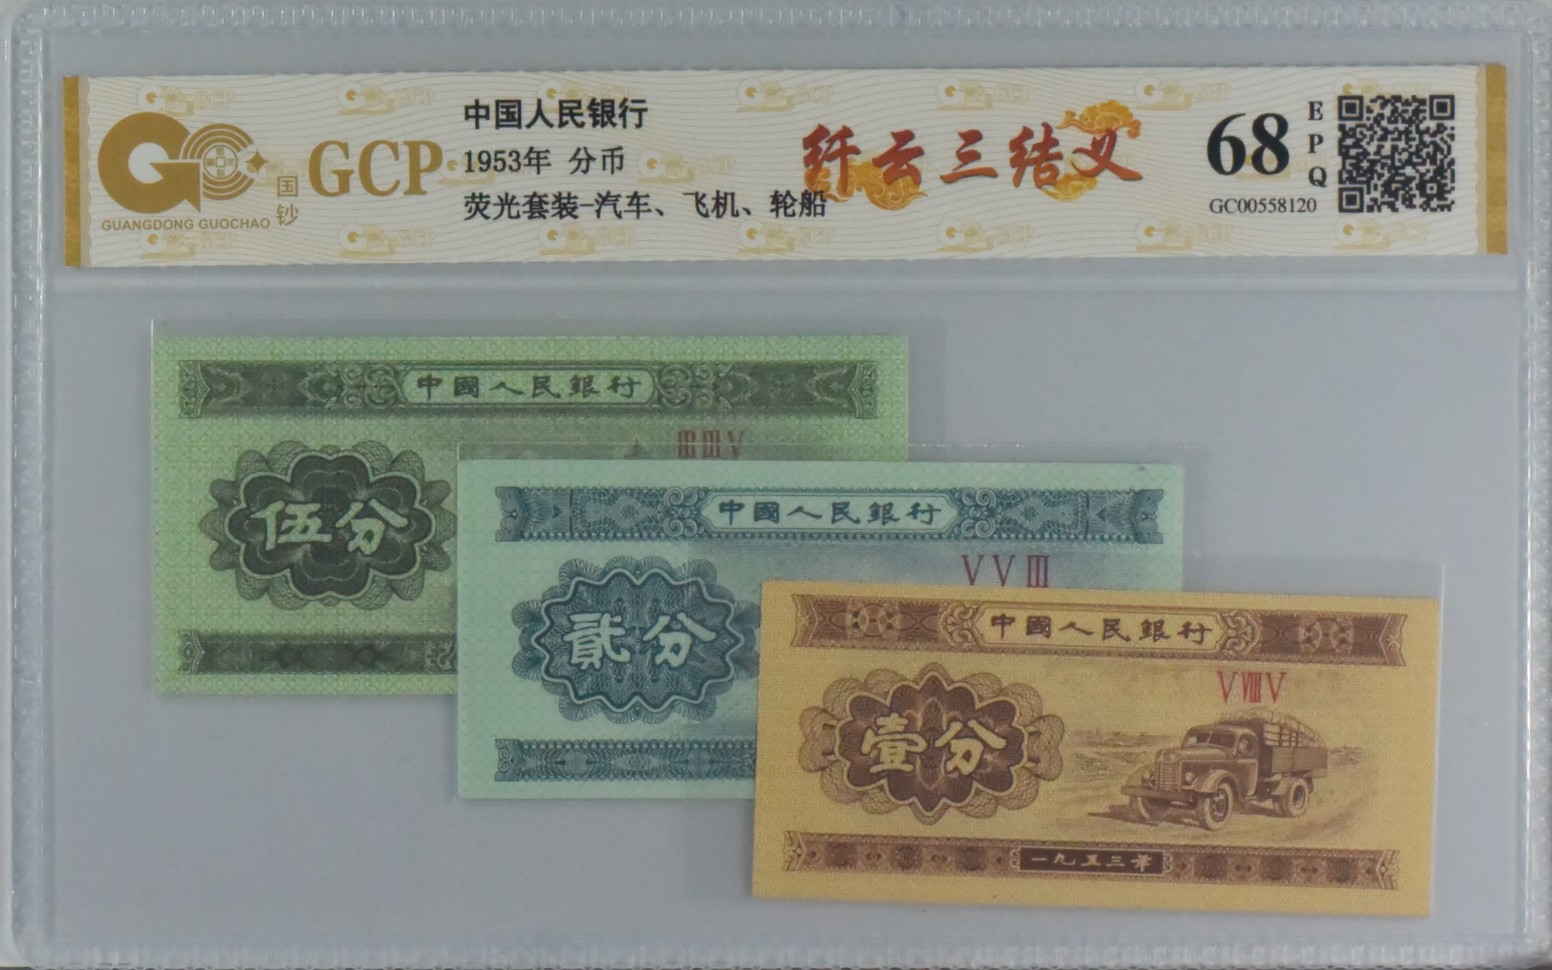 中国人民银行
1953年 分币
荧光套装-汽车、飞机、轮船
GCP
国钞
GUANGDONG GUOCHAO
纤云三结义
68
EPQ
GC00558120
中國人民銀行
ⅢⅢⅤ
伍分
中國人民銀行
ⅤⅤⅢ
貳分
中國人民銀行
ⅤⅧⅤ
壹分
一九五三年